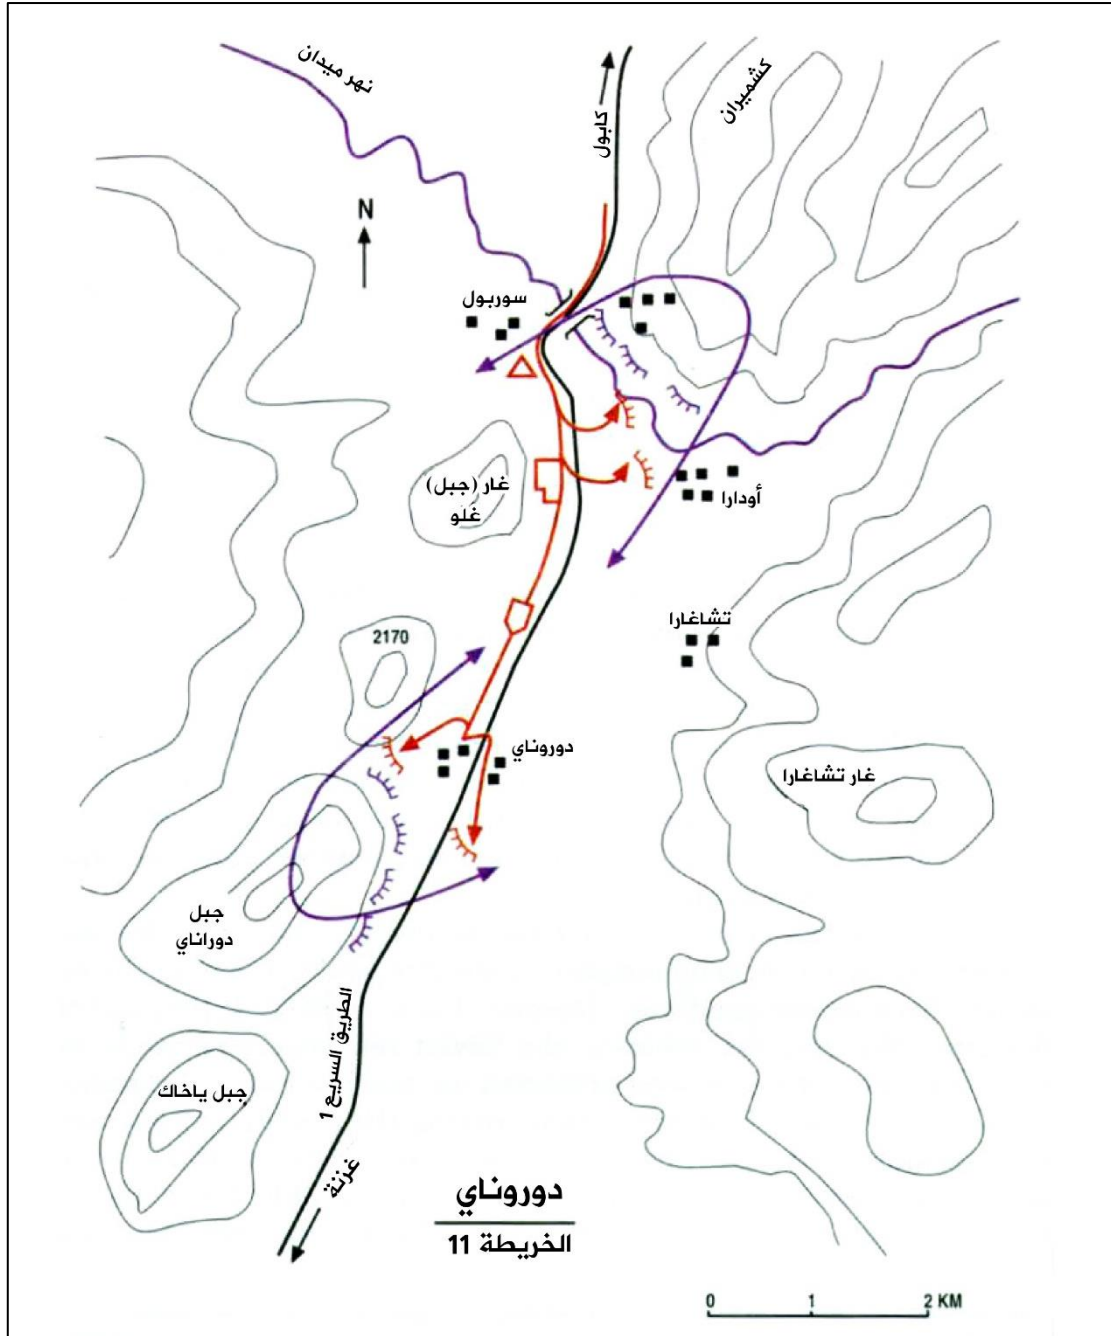 نهر ميدان
كشميران
كابول
N
سوربول
غار (جبل)
غلو
أودارا
تشاغارا
2170
دوروناي
غار تشاغارا
جبل
دوراناي
الطريق السريع 1
جبل ياخاك
غزنة
دوروناي
الخريطة 11
0 1 2 KM